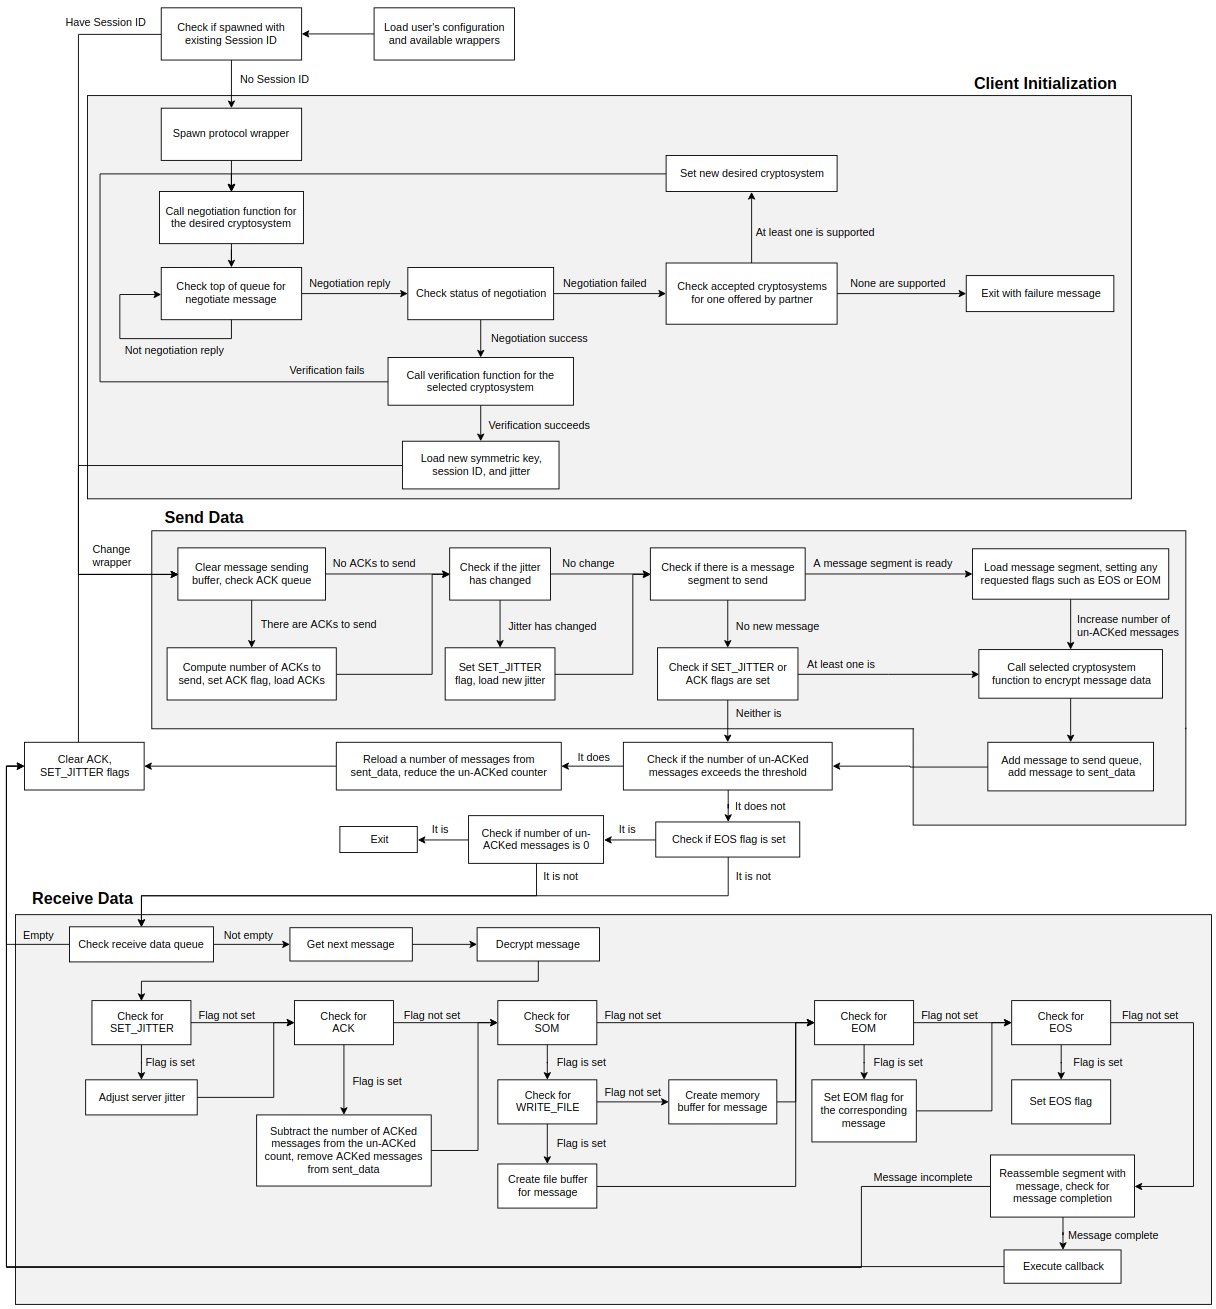 Have Session ID
Check if spawned with
existing Session ID
Load user's configuration
and available wrappers
No Session ID
Client Initialization
Spawn protocol wrapper
Set new desired cryptosystem
Call negotiation function for
the desired cryptosystem
At least one is supported
Check top of queue for
negotiate message
Negotiation reply
Check status of negotiation
Negotiation failed
Check accepted cryptosystems
for one offered by partner
None are supported
Exit with failure message
Not negotiation reply
Negotiation success
Verification fails
Call verification function for the
selected cryptosystem
Verification succeeds
Load new symmetric key,
session ID, and jitter
Send Data
Change
wrapper
Clear message sending
buffer, check ACK queue
No ACKs to send
Check if the jitter
has changed
No change
Check if there is a message
segment to send
A message segment is ready
Load message segment, setting any
requested flags such as EOS or EOM
There are ACKs to send
Jitter has changed
No new message
Increase number of
un-ACKed messages
Compute number of ACKs to
send, set ACK flag, load ACKs
Set SET_JITTER
flag, load new jitter
Check if SET_JITTER or
ACK flags are set
At least one is
Call selected cryptosystem
function to encrypt message data
Neither is
Clear ACK,
SET_JITTER flags
Reload a number of messages from
sent_data, reduce the un-ACKed counter
It does
Check if the number of un-ACKed
messages exceeds the threshold
Add message to send queue,
add message to sent_data
It does not
Exit
It is
Check if number of un-
ACKed messages is 0
It is
Check if EOS flag is set
It is not
It is not
Receive Data
Empty
Check receive data queue
Not empty
Get next message
Decrypt message
Check for
SET_JITTER
Flag not set
Check for
ACK
Flag not set
Check for
SOM
Flag not set
Check for
EOM
Flag not set
Check for
EOS
Flag not set
Flag is set
Flag is set
Flag is set
Flag is set
Flag is set
Adjust server jitter
Check for
WRITE_FILE
Flag not set
Create memory
buffer for message
Set EOM flag for
the corresponding
message
Set EOS flag
Subtract the number of ACKed
messages from the un-ACKed
count, remove ACKed messages
from sent_data
Flag is set
Create file buffer
for message
Message incomplete
Reassemble segment with
message, check for
message completion
Message complete
Execute callback